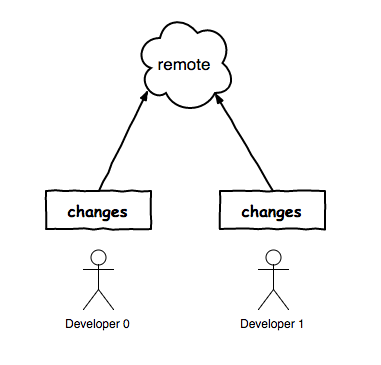 remote
changes
changes
Developer 0
Developer 1